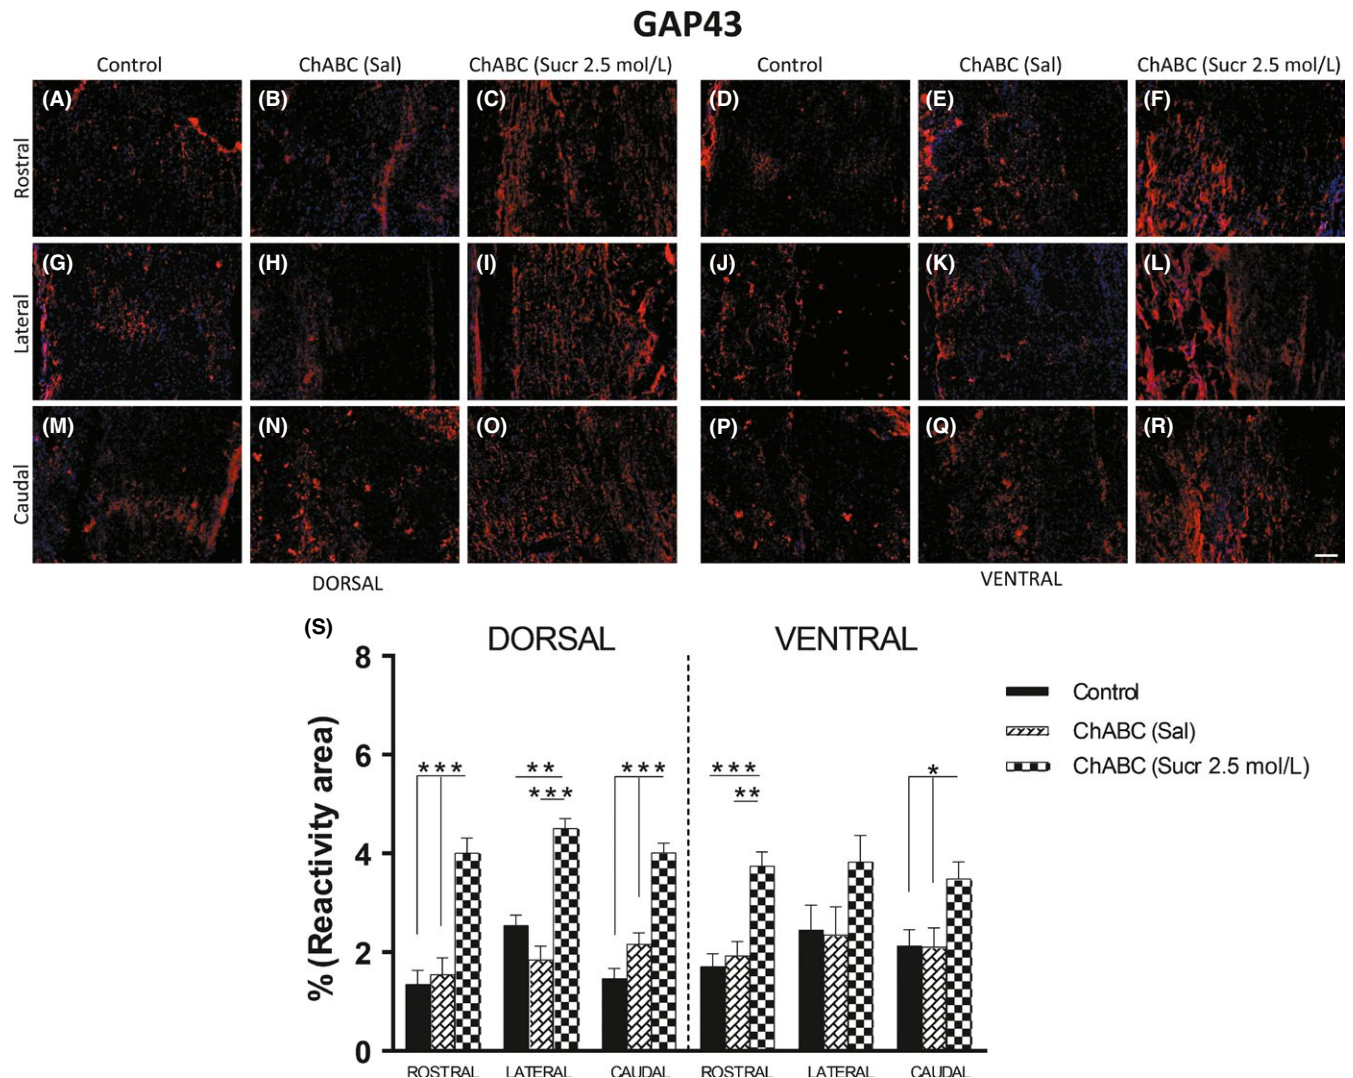 GAP43
Control ChABC (Sal) ChABC (Sucr 2.5 mol/L) Control ChABC (Sal) ChABC (Sucr 2.5 mol/L)
Rostral
(A) (B) (C) (D) (E) (F)
Lateral
(G) (H) (I) (J) (K) (L)
Caudal
(M) (N) (O) (P) (Q) (R)
DORSAL VENTRAL
(S)
DORSAL VENTRAL
% (Reactivity area)
8
6
4
2
0
*** ** *** *** *
*** **
Control
ChABC (Sal)
ChABC (Sucr 2.5 mol/L)
ROSTRAL LATERAL CAUDAL ROSTRAL LATERAL CAUDAL